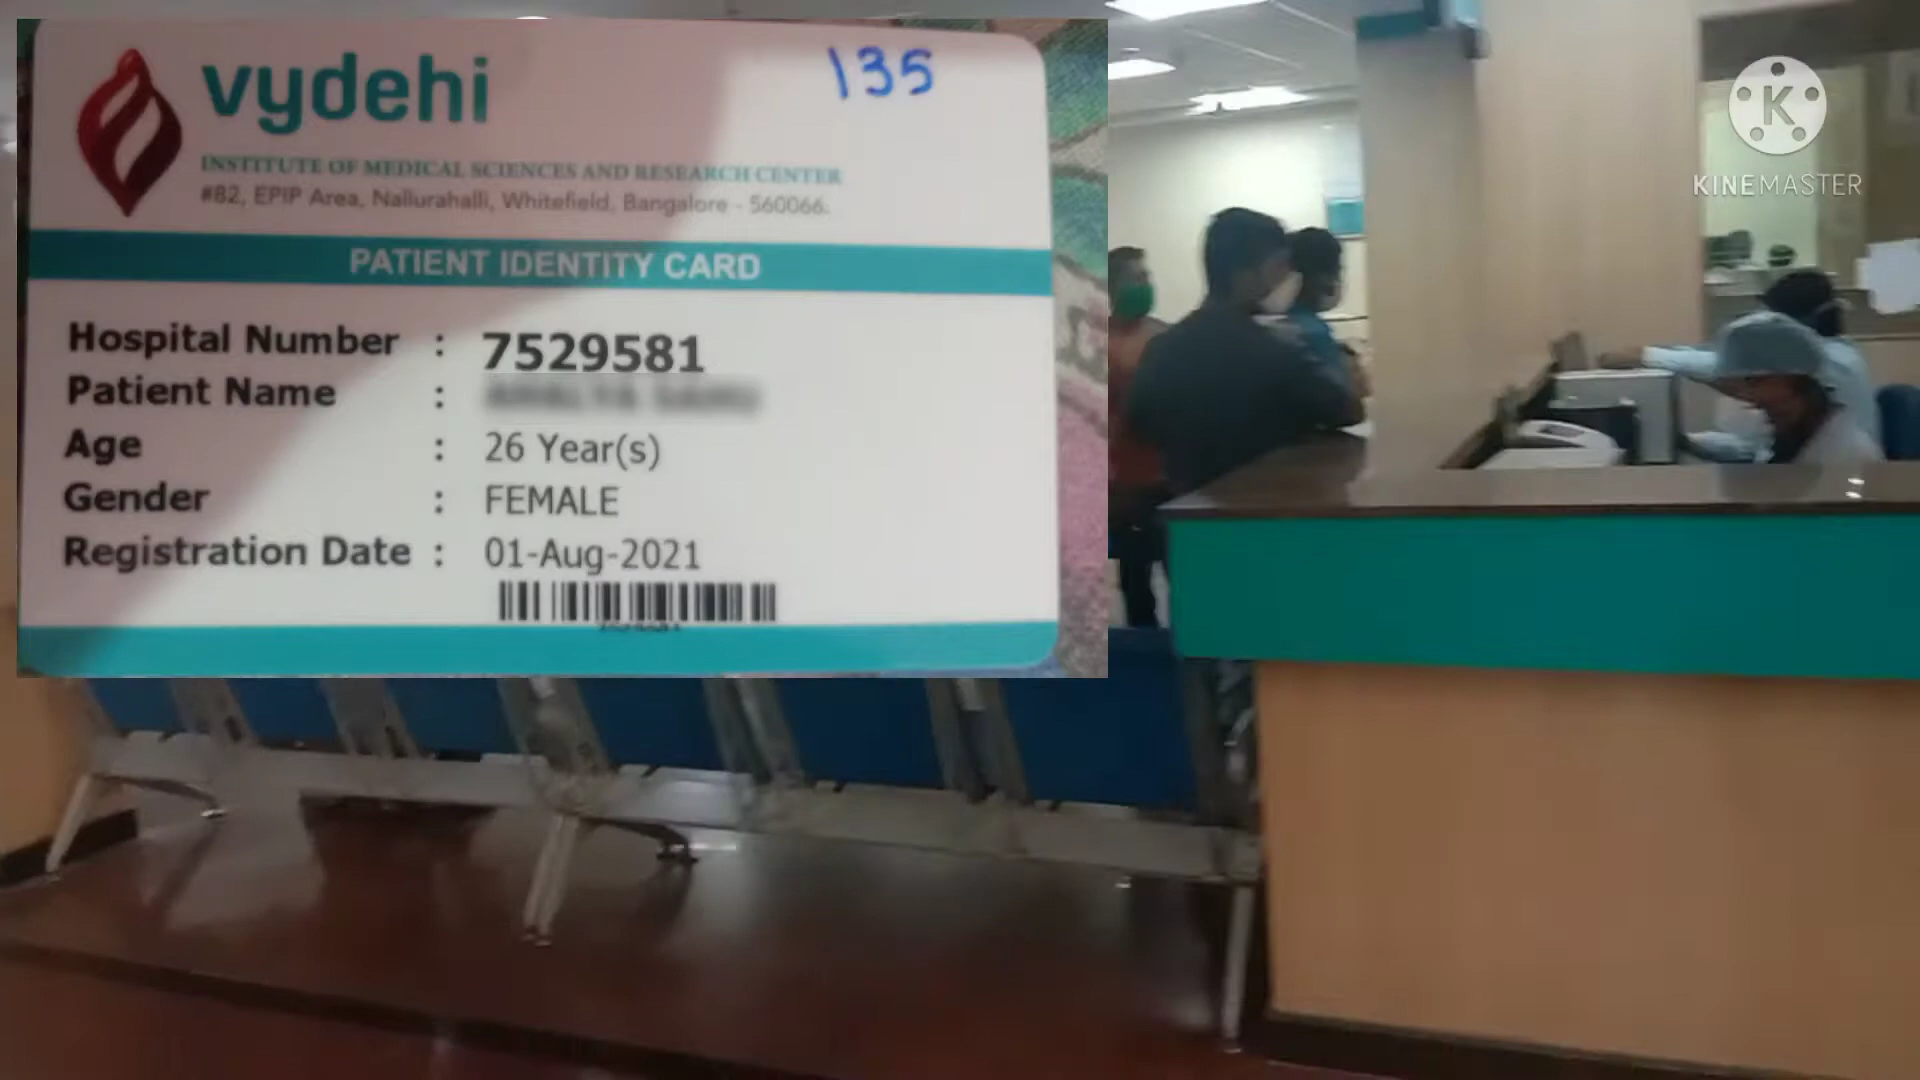 vydehi
135
INSTITUTE OF MEDICAL SCIENCES AND RESEARCH CENTER
#82, EPIP Area, Nallurahalli, Whitefield, Bangalore - 560066.
PATIENT IDENTITY CARD
Hospital Number : 7529581
Patient Name :
Age : 26 Year(s)
Gender : FEMALE
Registration Date : 01-Aug-2021
K
KINEMASTER